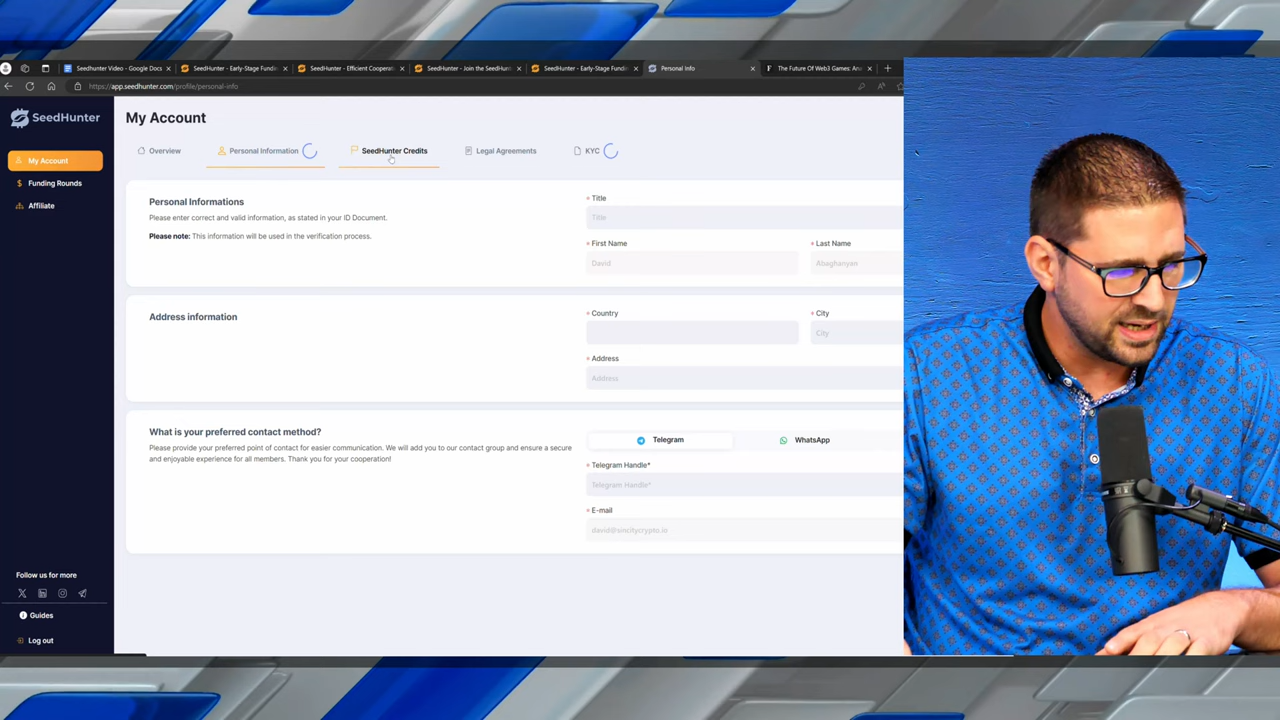 Seedhunter Video - Google Docs
SeedHunter - Early-Stage Fundi
SeedHunter - Efficient Cooperat
SeedHunter - Join the SeedHun
SeedHunter - Early-Stage Fundi
Personal Info
The Future Of Web3 Games: An
https://app.seedhunter.com/profile/personal-info
SeedHunter
My Account
Funding Rounds
Affiliate
Follow us for more
Guides
Log out
My Account
Overview
Personal Information
SeedHunter Credits
Legal Agreements
KYC
Personal Informations
Please enter correct and valid information, as stated in your ID Document.
Please note: This information will be used in the verification process.
* Title
Title
* First Name
David
* Last Name
Abaghanyan
Address information
* Country
* City
City
* Address
Address
What is your preferred contact method?
Please provide your preferred point of contact for easier communication. We will add you to our contact group and ensure a secure
and enjoyable experience for all members. Thank you for your cooperation!
Telegram
WhatsApp
* Telegram Handle*
Telegram Handle*
* E-mail